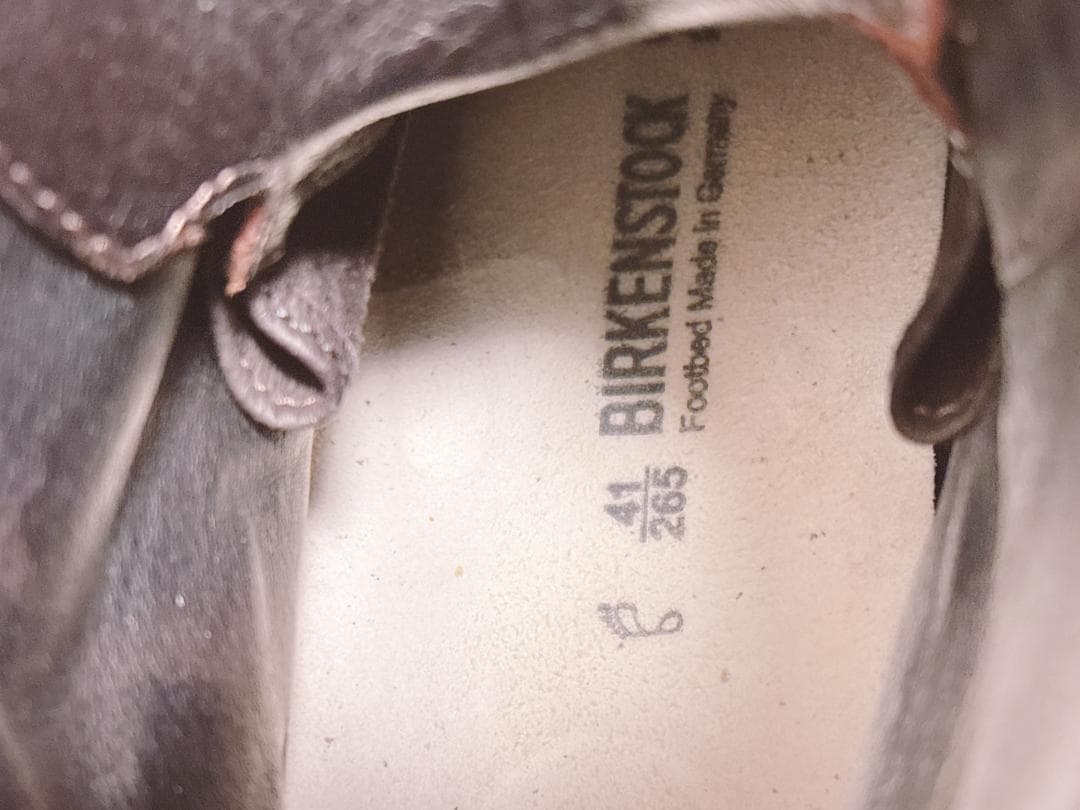 BIRKENSTOCK
Footbed Made in Germany
41
265